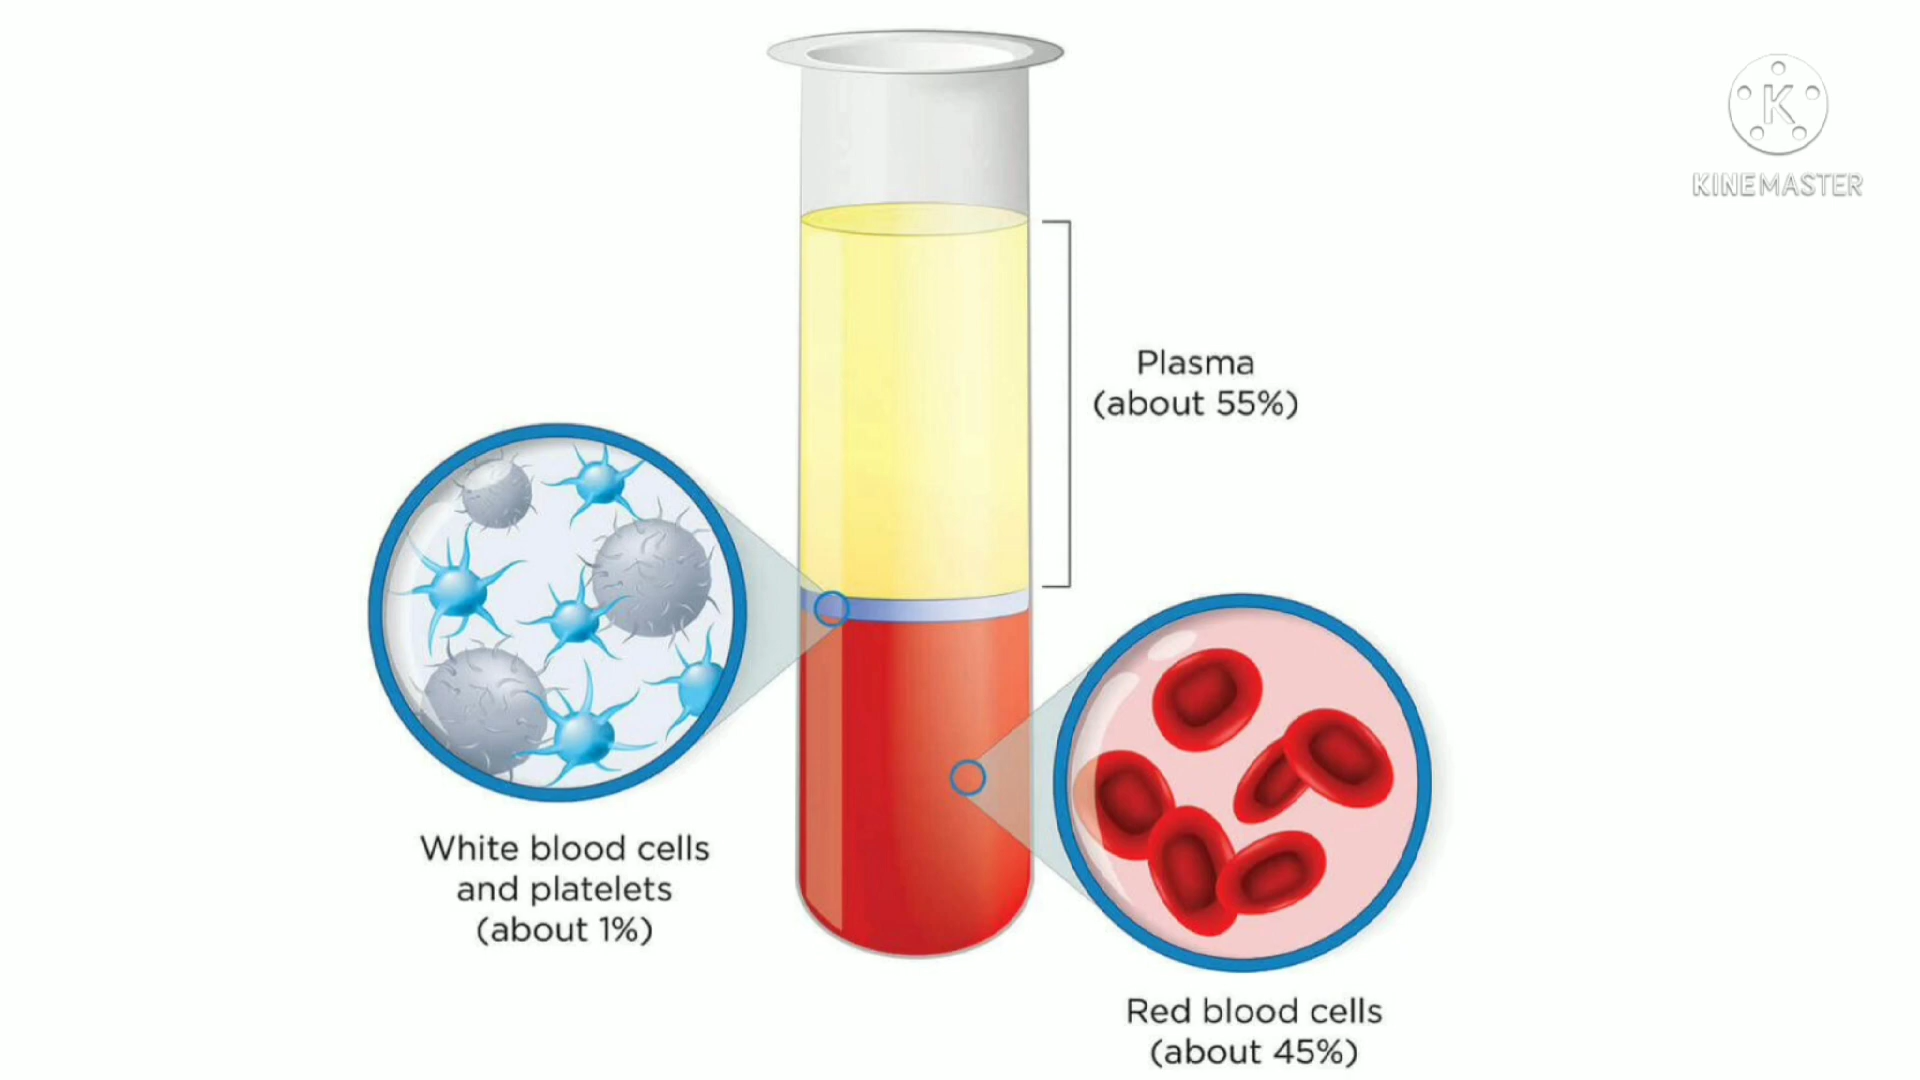 K
KINEMASTER
Plasma
(about 55%)
White blood cells
and platelets
(about 1%)
Red blood cells
(about 45%)